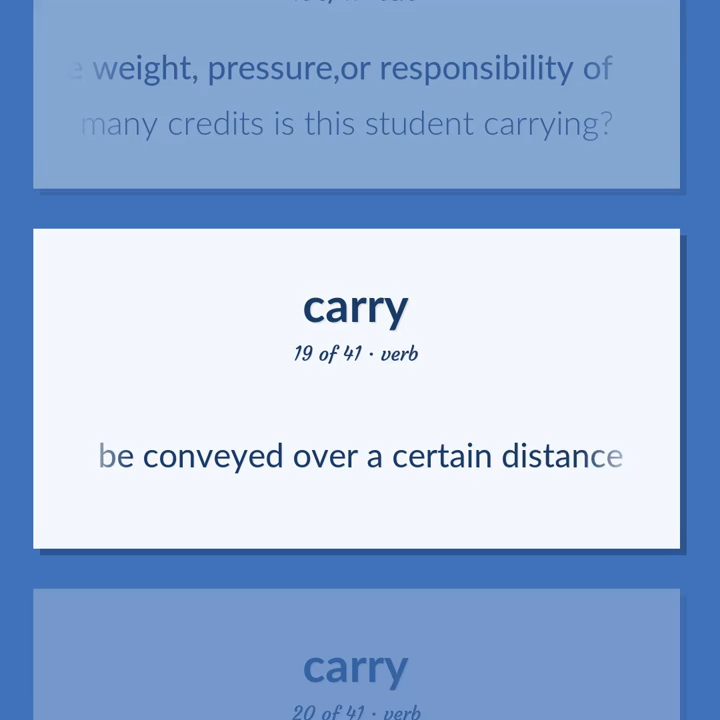 weight, pressure,or responsibility of
many credits is this student carrying?
carry
19 of 41 · verb
be conveyed over a certain distance
carry
20 of 41 · verb